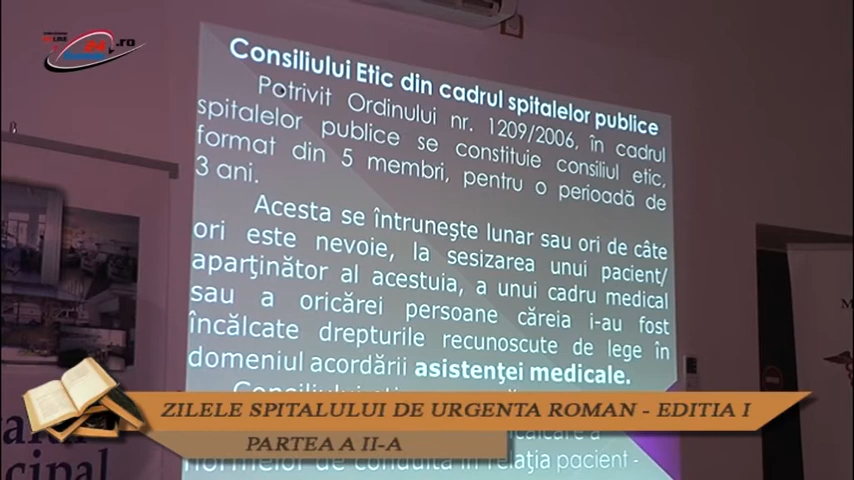 24.ro
Consiliului Etic din cadrul spitalelor publice
Potrivit Ordinului nr. 1209/2006, în cadrul
spitalelor publice se constituie consiliul etic,
format din 5 membri, pentru o perioadă de
3 ani.
Acesta se întruneşte lunar sau ori de câte
ori este nevoie, la sesizarea unui pacient/
aparţinător al acestuia, a unui cadru medical
sau a oricărei persoane căreia i-au fost
încălcate drepturile recunoscute de lege în
domeniul acordării asistenţei medicale.
ZILELE SPITALULUI DE URGENTA ROMAN - EDITIA I
PARTEA A II-A
normelor de conduită în relaţia pacient -